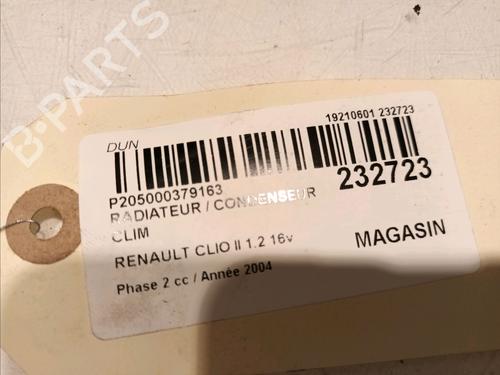 DUN
19210601 232723
P205000379163
232723
RADIATEUR / CONDENSEUR
CLIM
RENAULT CLIO II 1.2 16v
MAGASIN
Phase 2 cc / Année 2004
B-PARTS